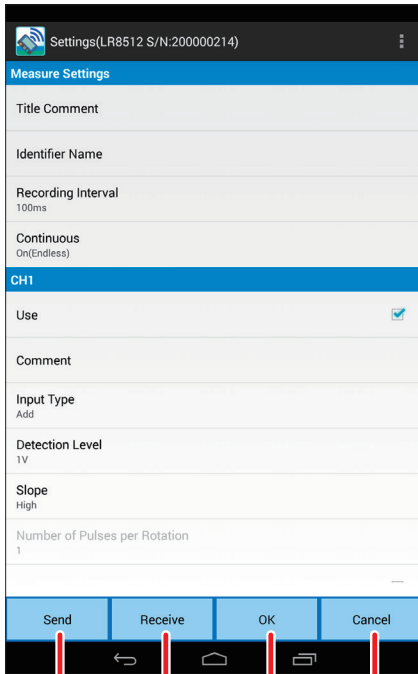 Settings(LR8512 S/N:200000214)
Measure Settings
Title Comment
Identifier Name
Recording Interval
100ms
Continuous
On(Endless)
CH1
Use
Comment
Input Type
Add
Detection Level
1V
Slope
High
Number of Pulses per Rotation
1
Send Receive OK Cancel